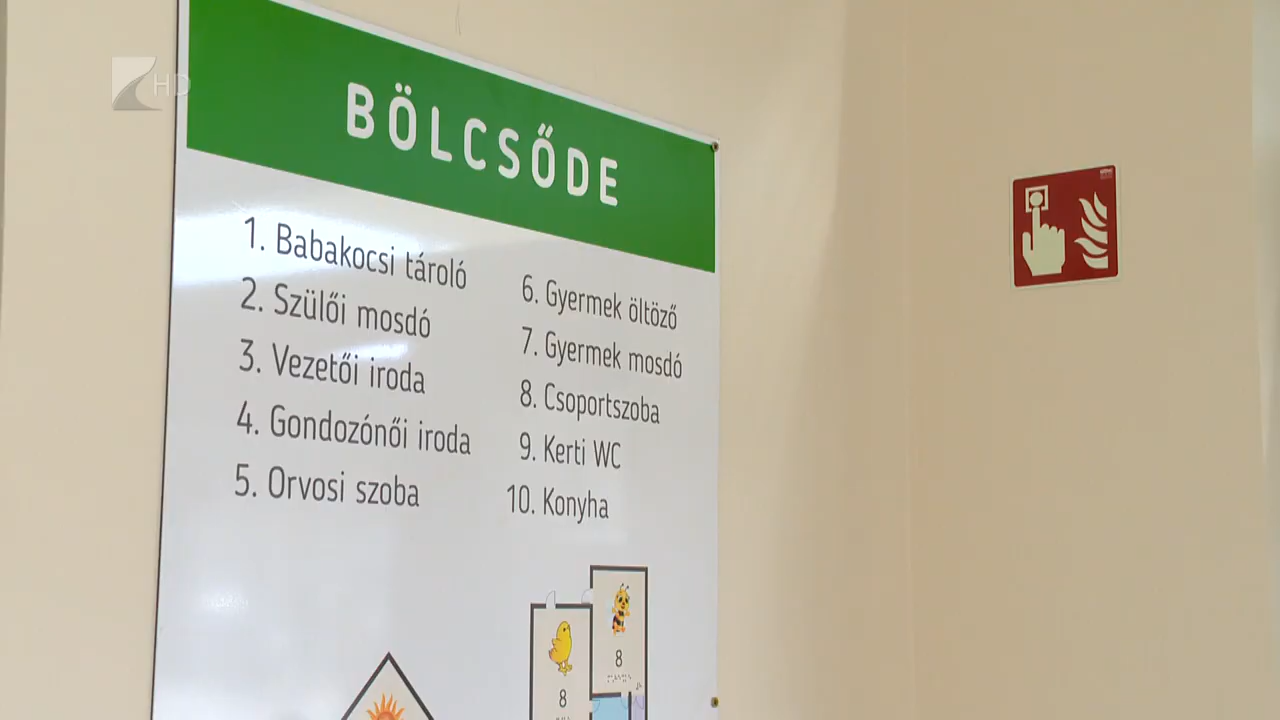 HD
BÖLCSŐDE
1. Babakocsi tároló
2. Szülői mosdó
3. Vezetői iroda
4. Gondozónői iroda
5. Orvosi szoba
6. Gyermek öltöző
7. Gyermek mosdó
8. Csoportszoba
9. Kerti WC
10. Konyha
8
8